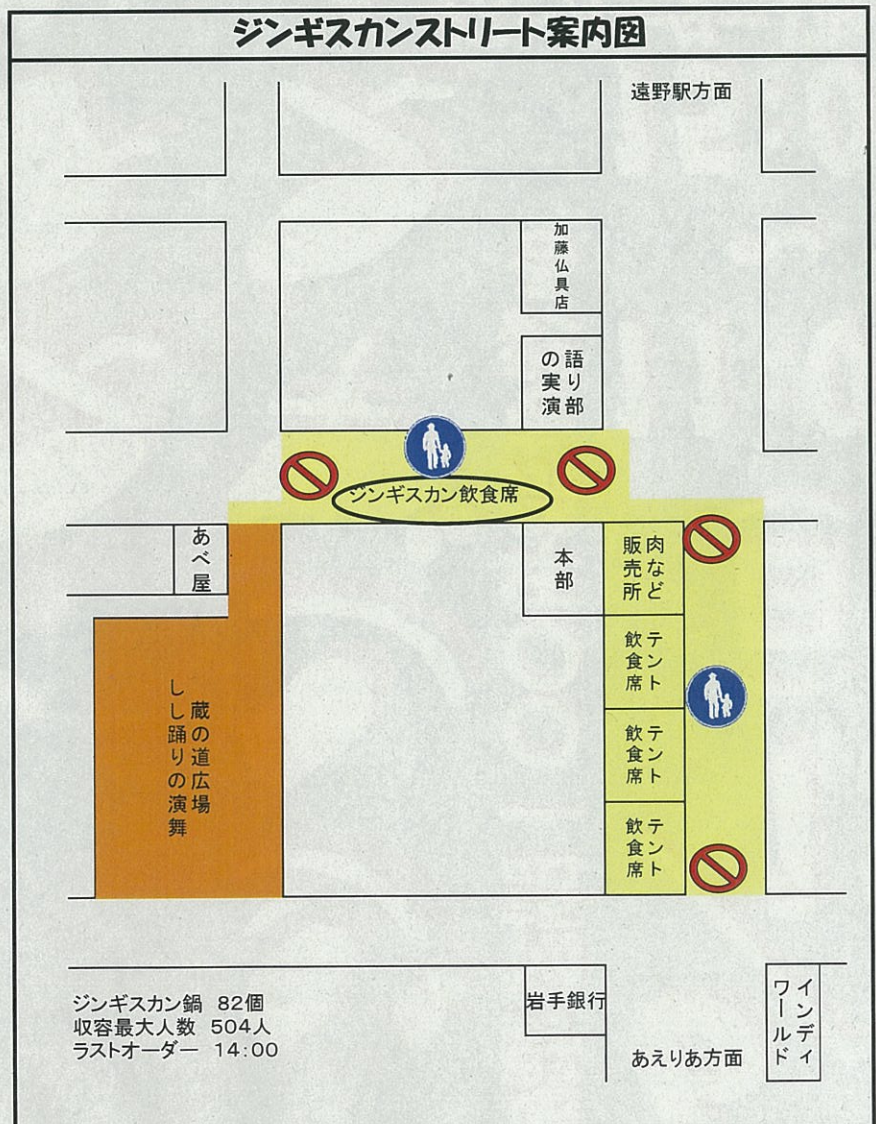 ジンギスカンストリート案内図
遠野駅方面
加藤仏具店
語り部
の実演
ジンギスカン飲食席
あべ屋
本部
肉など
販売所
テント
飲食席
テント
飲食席
テント
飲食席
蔵の道広場
しし踊りの演舞
ジンギスカン鍋 82個
収容最大人数 504人
ラストオーダー 14:00
岩手銀行
あえりあ方面
インディ
ワールド